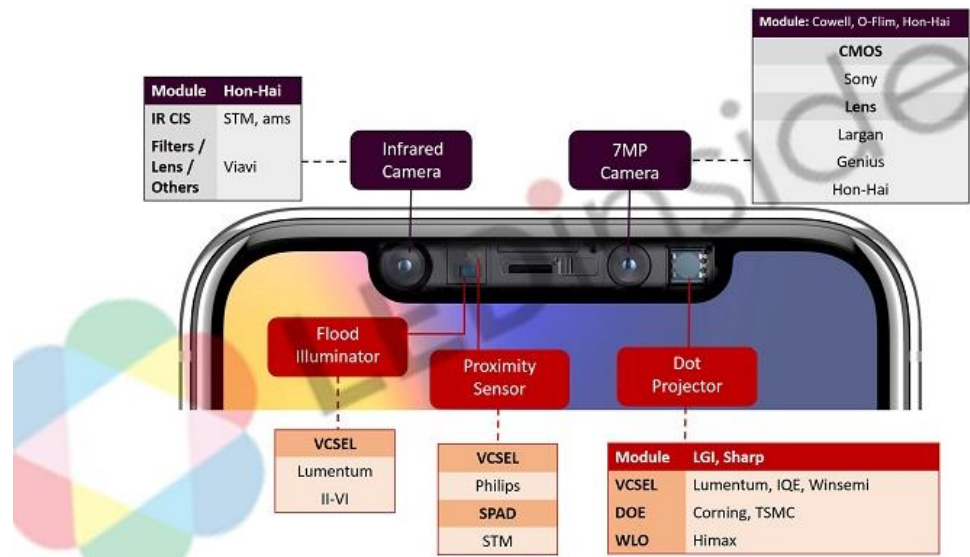 Module: Cowell, O-Flim, Hon-Hai
CMOS
Sony
Lens
Largan
Genius
Hon-Hai
Module Hon-Hai
IR CIS STM, ams
Filters /
Lens / Viavi
Others
Infrared
Camera
7MP
Camera
LEDinside
Flood
Illuminator
Proximity
Sensor
Dot
Projector
VCSEL
Lumentum
II-VI
VCSEL
Philips
SPAD
STM
Module LGI, Sharp
VCSEL Lumentum, IQE, Winsemi
DOE Corning, TSMC
WLO Himax